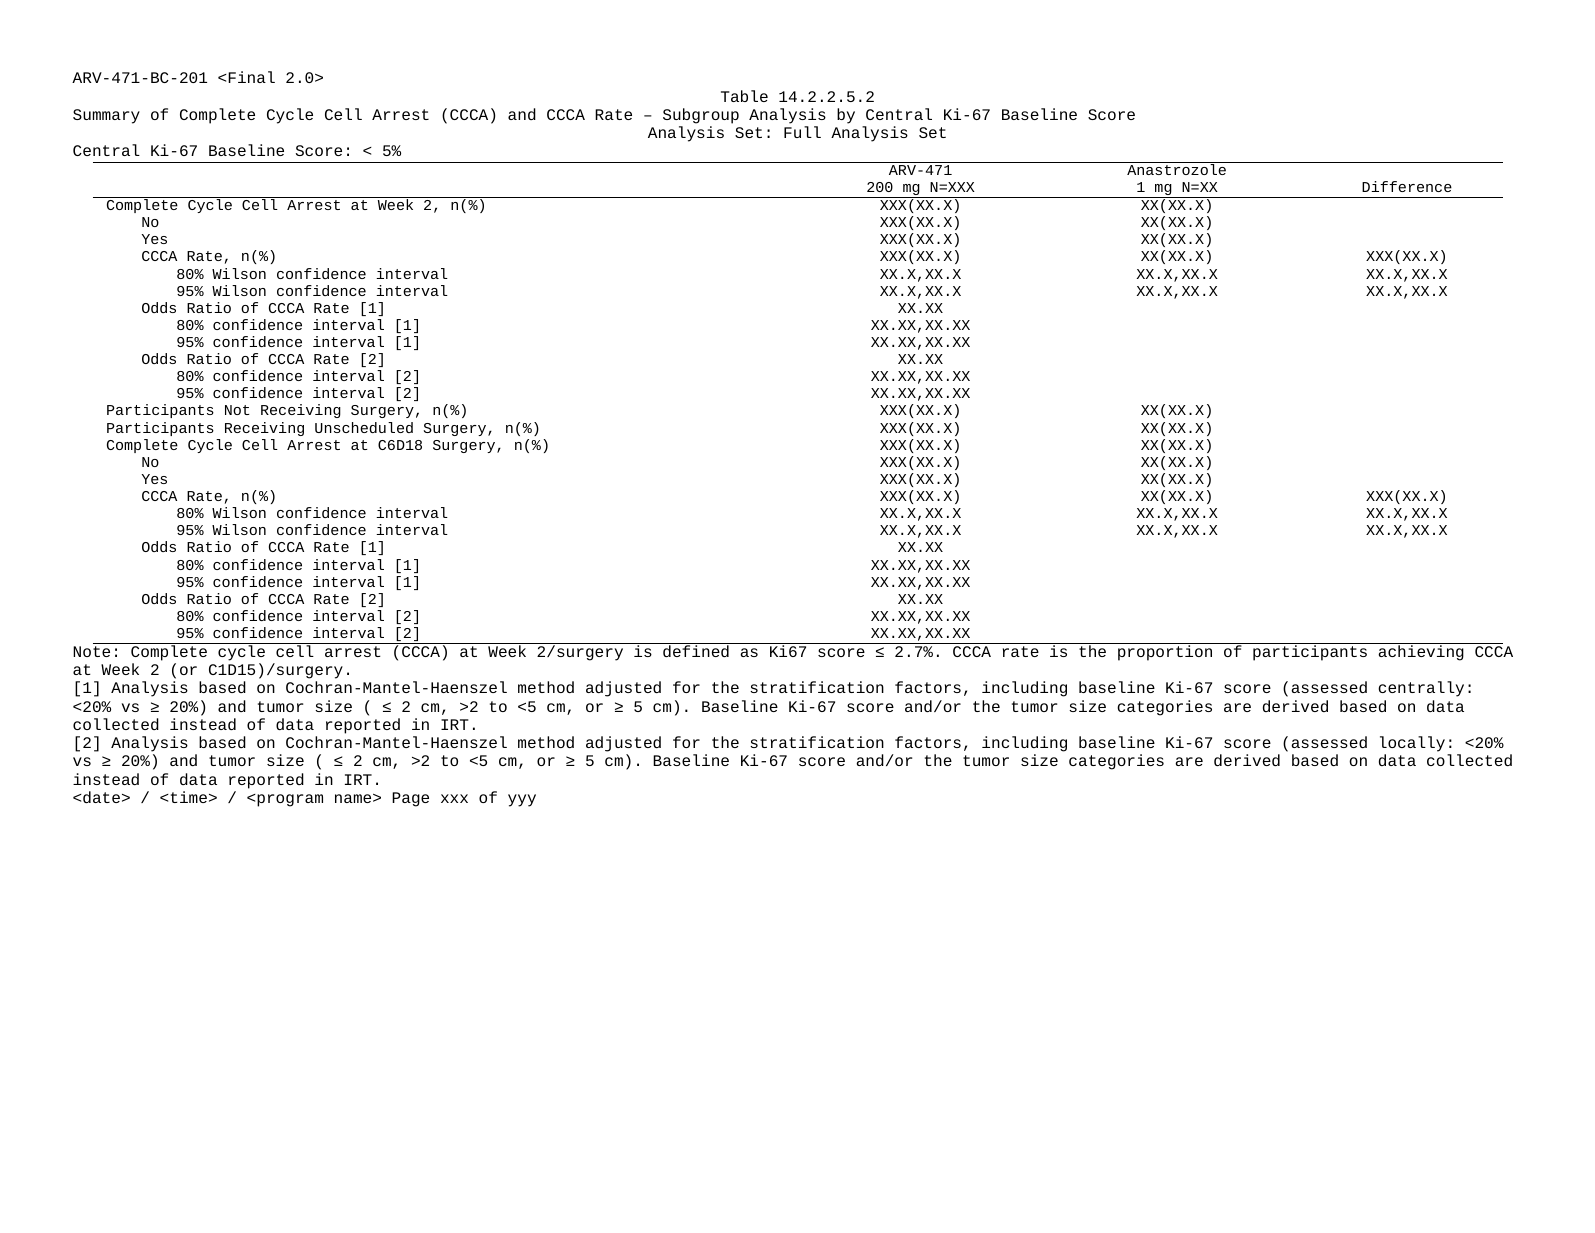 ARV-471-BC-201 <Final 2.0>
Table 14.2.2.5.2
Summary of Complete Cycle Cell Arrest (CCCA) and CCCA Rate – Subgroup Analysis by Central Ki-67 Baseline Score
Analysis Set: Full Analysis Set
Central Ki-67 Baseline Score: < 5%
ARV-471 Anastrozole
200 mg N=XXX 1 mg N=XX Difference
Complete Cycle Cell Arrest at Week 2, n(%) XXX(XX.X) XX(XX.X)
No XXX(XX.X) XX(XX.X)
Yes XXX(XX.X) XX(XX.X)
CCCA Rate, n(%) XXX(XX.X) XX(XX.X) XXX(XX.X)
80% Wilson confidence interval XX.X,XX.X XX.X,XX.X XX.X,XX.X
95% Wilson confidence interval XX.X,XX.X XX.X,XX.X XX.X,XX.X
Odds Ratio of CCCA Rate [1] XX.XX
80% confidence interval [1] XX.XX,XX.XX
95% confidence interval [1] XX.XX,XX.XX
Odds Ratio of CCCA Rate [2] XX.XX
80% confidence interval [2] XX.XX,XX.XX
95% confidence interval [2] XX.XX,XX.XX
Participants Not Receiving Surgery, n(%) XXX(XX.X) XX(XX.X)
Participants Receiving Unscheduled Surgery, n(%) XXX(XX.X) XX(XX.X)
Complete Cycle Cell Arrest at C6D18 Surgery, n(%) XXX(XX.X) XX(XX.X)
No XXX(XX.X) XX(XX.X)
Yes XXX(XX.X) XX(XX.X)
CCCA Rate, n(%) XXX(XX.X) XX(XX.X) XXX(XX.X)
80% Wilson confidence interval XX.X,XX.X XX.X,XX.X XX.X,XX.X
95% Wilson confidence interval XX.X,XX.X XX.X,XX.X XX.X,XX.X
Odds Ratio of CCCA Rate [1] XX.XX
80% confidence interval [1] XX.XX,XX.XX
95% confidence interval [1] XX.XX,XX.XX
Odds Ratio of CCCA Rate [2] XX.XX
80% confidence interval [2] XX.XX,XX.XX
95% confidence interval [2] XX.XX,XX.XX
Note: Complete cycle cell arrest (CCCA) at Week 2/surgery is defined as Ki67 score ≤ 2.7%. CCCA rate is the proportion of participants achieving CCCA
at Week 2 (or C1D15)/surgery.
[1] Analysis based on Cochran-Mantel-Haenszel method adjusted for the stratification factors, including baseline Ki-67 score (assessed centrally:
<20% vs ≥ 20%) and tumor size ( ≤ 2 cm, >2 to <5 cm, or ≥ 5 cm). Baseline Ki-67 score and/or the tumor size categories are derived based on data
collected instead of data reported in IRT.
[2] Analysis based on Cochran-Mantel-Haenszel method adjusted for the stratification factors, including baseline Ki-67 score (assessed locally: <20%
vs ≥ 20%) and tumor size ( ≤ 2 cm, >2 to <5 cm, or ≥ 5 cm). Baseline Ki-67 score and/or the tumor size categories are derived based on data collected
instead of data reported in IRT.
<date> / <time> / <program name> Page xxx of yyy